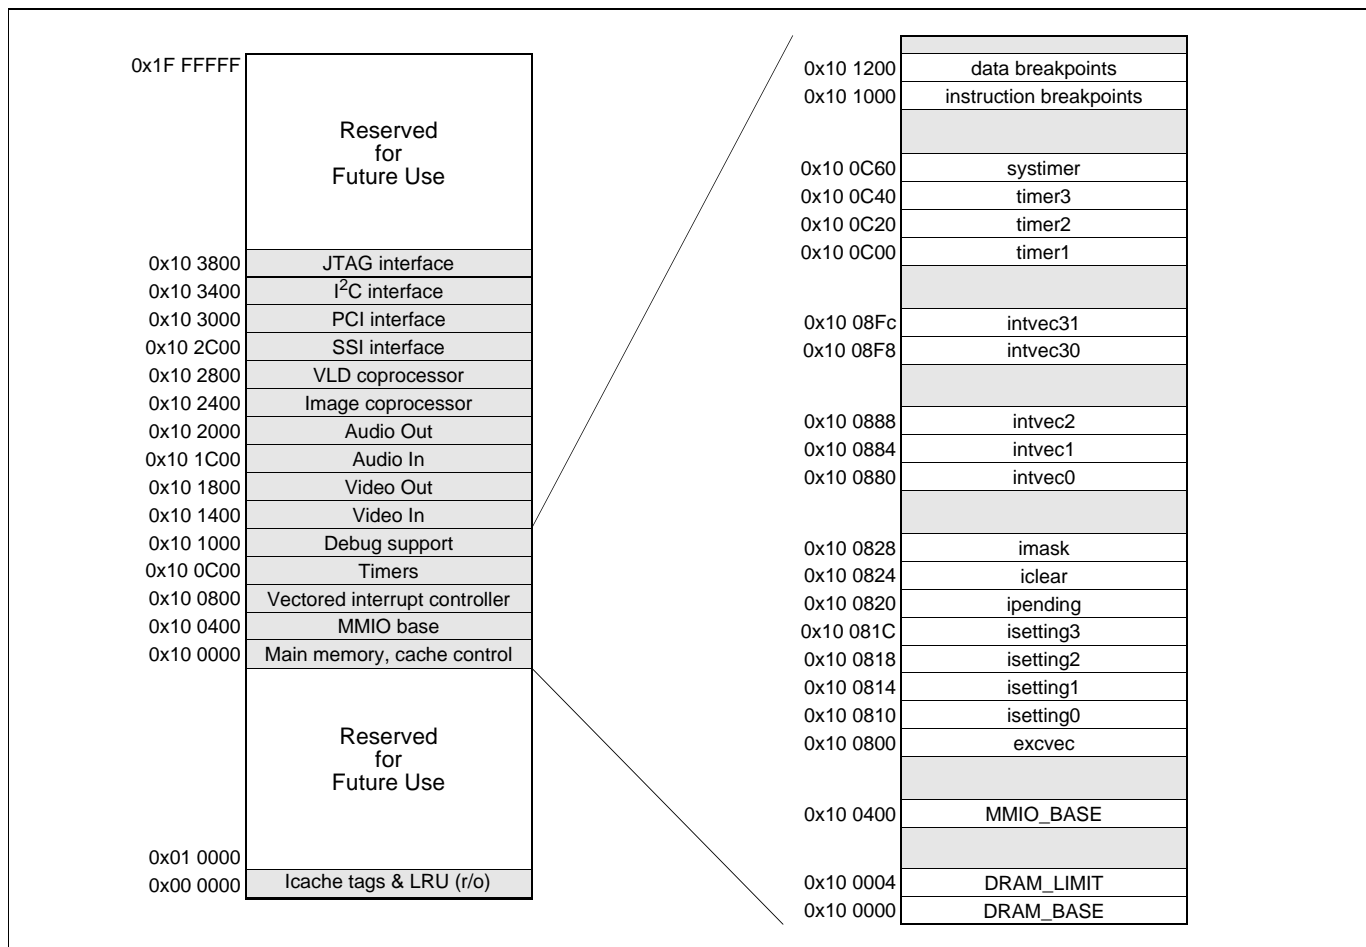 0x1F FFFFF
Reserved
for
Future Use
0x10 3800 JTAG interface
0x10 3400 I²C interface
0x10 3000 PCI interface
0x10 2C00 SSI interface
0x10 2800 VLD coprocessor
0x10 2400 Image coprocessor
0x10 2000 Audio Out
0x10 1C00 Audio In
0x10 1800 Video Out
0x10 1400 Video In
0x10 1000 Debug support
0x10 0C00 Timers
0x10 0800 Vectored interrupt controller
0x10 0400 MMIO base
0x10 0000 Main memory, cache control
Reserved
for
Future Use
0x01 0000
0x00 0000 Icache tags & LRU (r/o)
0x10 1200 data breakpoints
0x10 1000 instruction breakpoints
0x10 0C60 systimer
0x10 0C40 timer3
0x10 0C20 timer2
0x10 0C00 timer1
0x10 08Fc intvec31
0x10 08F8 intvec30
0x10 0888 intvec2
0x10 0884 intvec1
0x10 0880 intvec0
0x10 0828 imask
0x10 0824 iclear
0x10 0820 ipending
0x10 081C isetting3
0x10 0818 isetting2
0x10 0814 isetting1
0x10 0810 isetting0
0x10 0800 excvec
0x10 0400 MMIO_BASE
0x10 0004 DRAM_LIMIT
0x10 0000 DRAM_BASE